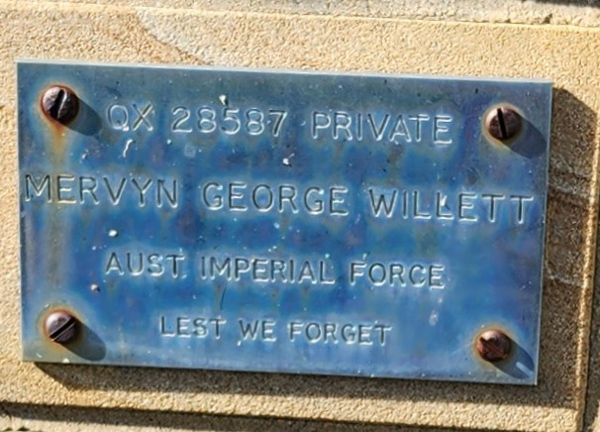 QX 28587 PRIVATE
MERVYN GEORGE WILLETT
AUST. IMPERIAL FORCE
LEST WE FORGET